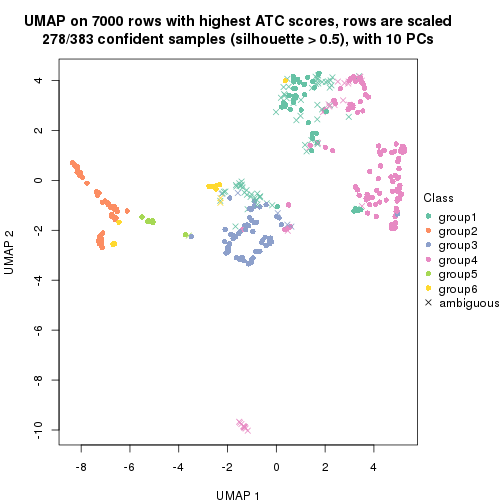 UMAP on 7000 rows with highest ATC scores, rows are scaled
278/383 confident samples (silhouette > 0.5), with 10 PCs
4
2
0
-2
-4
-6
-8
-10
UMAP 2
-8
-6
-4
-2
0
2
4
UMAP 1
Class
group1
group2
group3
group4
group5
group6
ambiguous